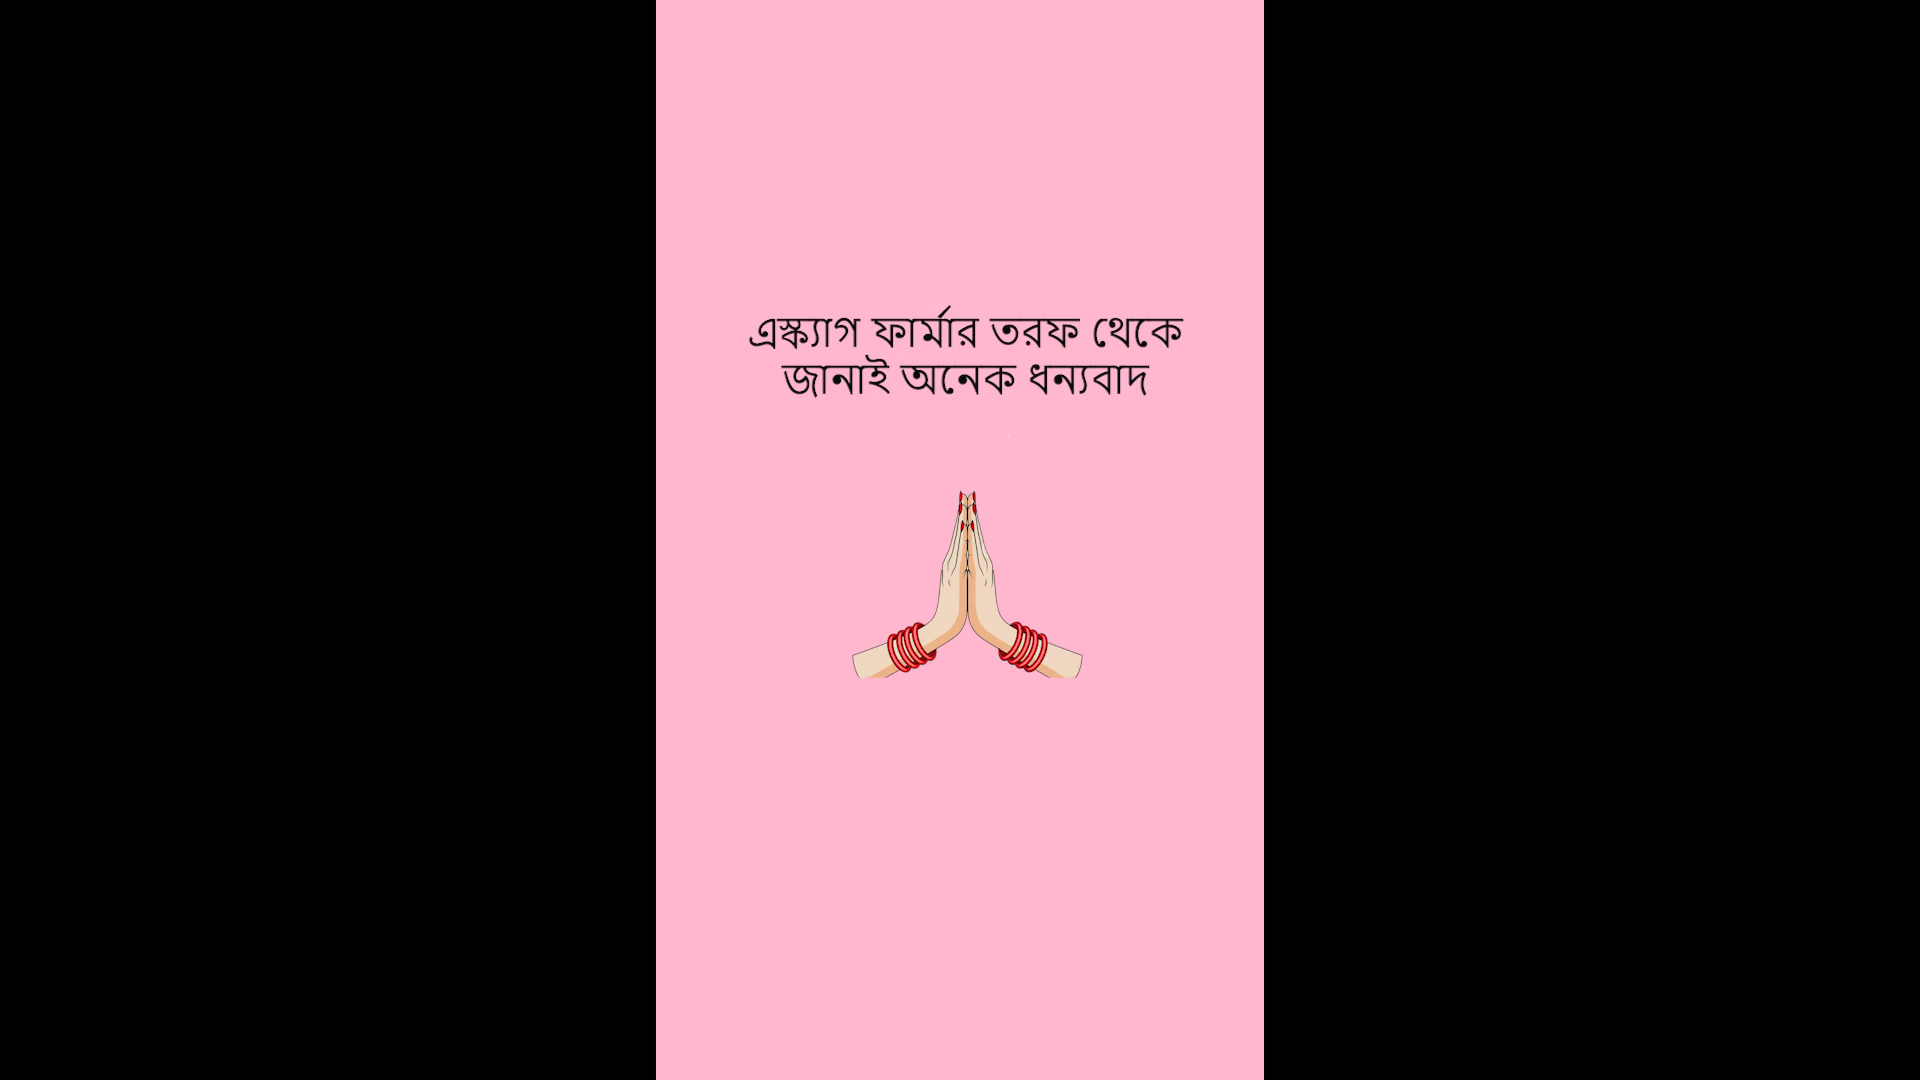 এস্ক্যাগ ফার্মার তরফ থেকে
জানাই অনেক ধন্যবাদ